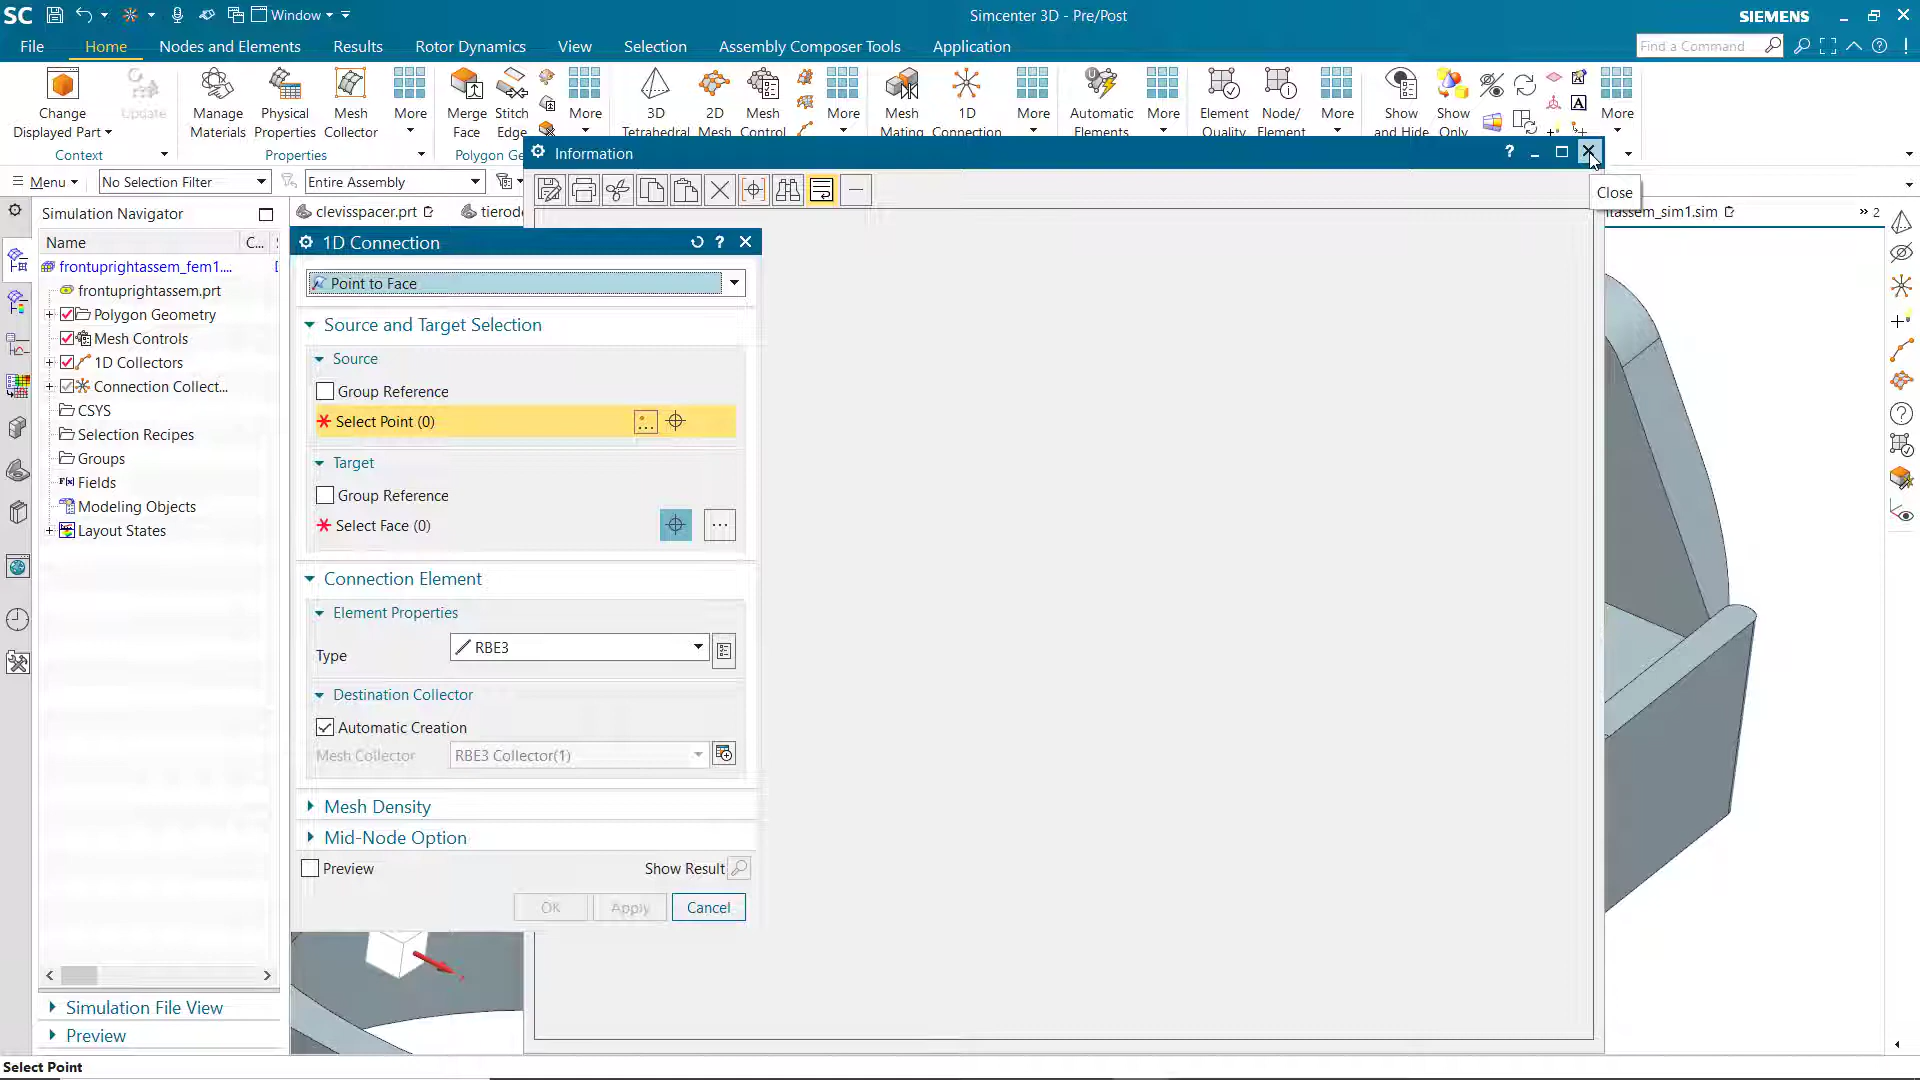 SC Window Simcenter 3D - Pre/Post SIEMENS
File Home Nodes and Elements Results Rotor Dynamics View Selection Assembly Composer Tools Application Find a Command
Change Displayed Part
Update
Manage Materials
Physical Properties
Mesh Collector
More
Merge Face
Stitch Edge
More
3D Tetrahedral
2D Mesh
Mesh Control
More
Mesh Mating
1D Connection
More
Automatic Elements
More
Element Quality
Node/ Element
More
Show and Hide
Show Only
More
Context Properties Polygon Ge
Menu No Selection Filter Entire Assembly
Information
Close
Simulation Navigator
clevisspacer.prt
tierod
tassem_sim1.sim
2
Name C...
frontuprightassem_fem1....
frontuprightassem.prt
Polygon Geometry
Mesh Controls
1D Collectors
Connection Collect...
CSYS
Selection Recipes
Groups
Fields
Modeling Objects
Layout States
Simulation File View
Preview
1D Connection
Point to Face
Source and Target Selection
Source
Group Reference
Select Point (0)
Target
Group Reference
Select Face (0)
Connection Element
Element Properties
Type RBE3
Destination Collector
Automatic Creation
Mesh Collector RBE3 Collector(1)
Mesh Density
Mid-Node Option
Preview Show Result
OK Apply Cancel
Select Point